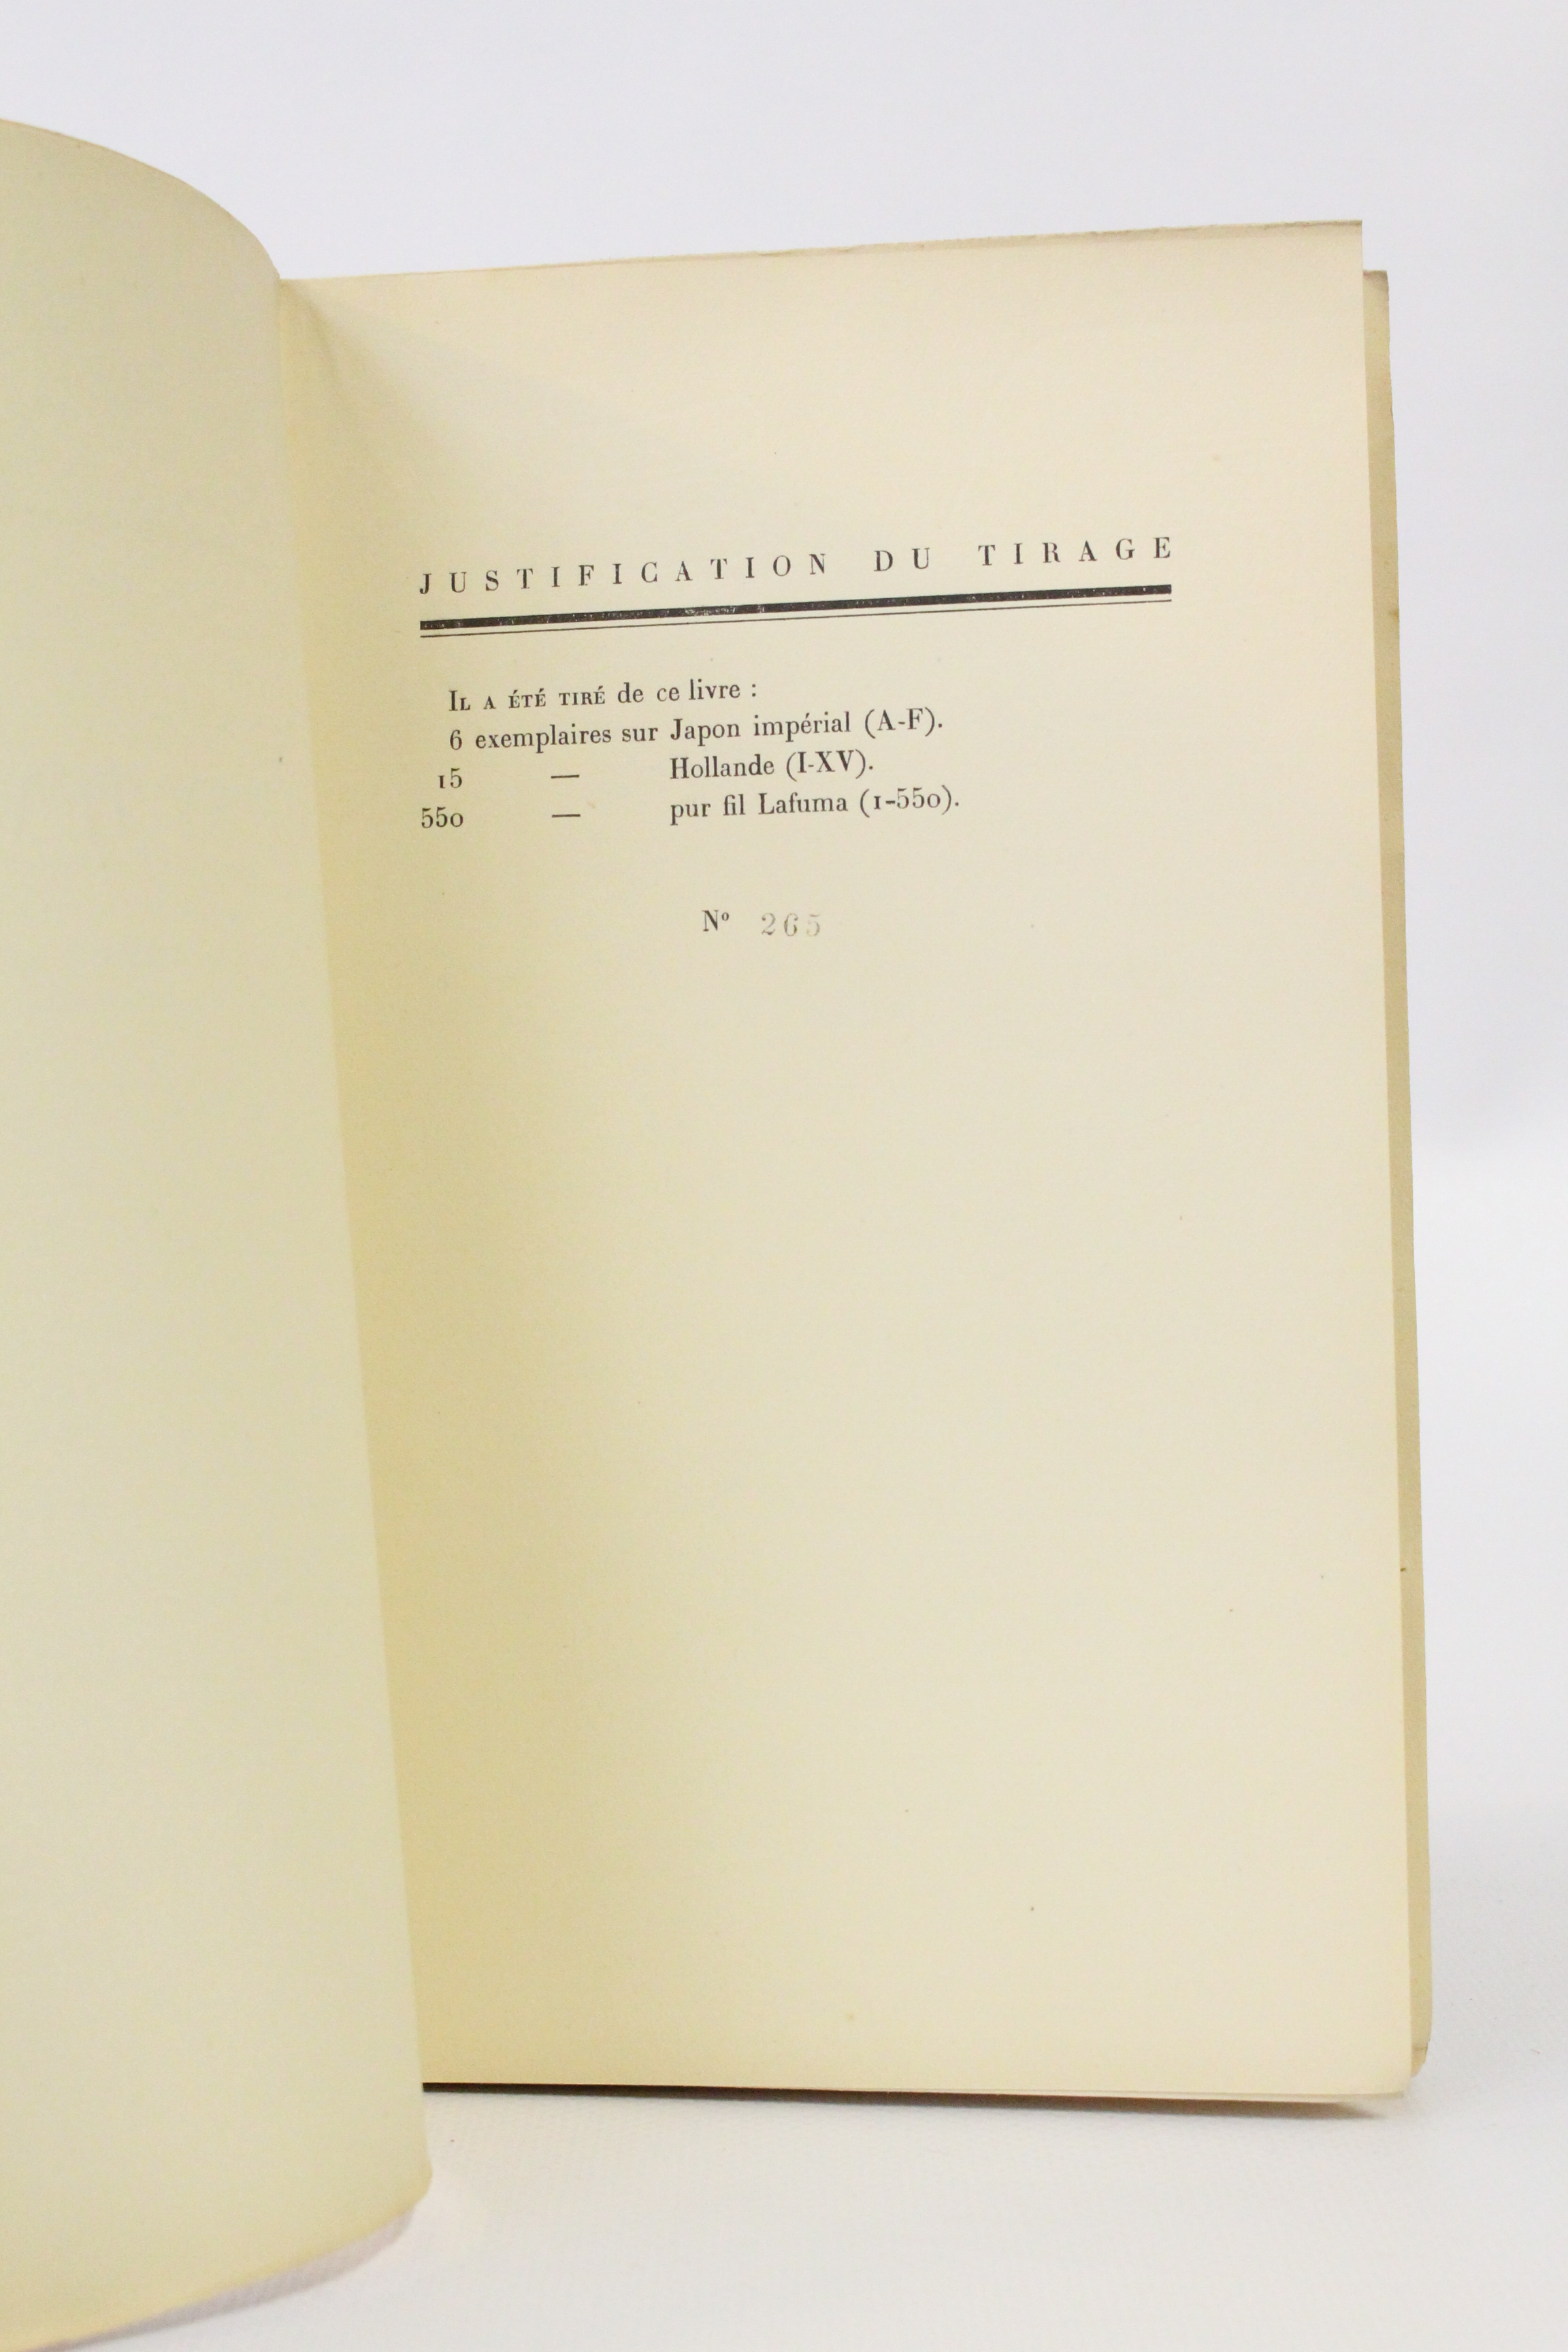 JUSTIFICATION DU TIRAGE
IL A ÉTÉ TIRÉ de ce livre :
6 exemplaires sur Japon impérial (A-F).
15 — Hollande (I-XV).
550 — pur fil Lafuma (1-550).
Nº 265